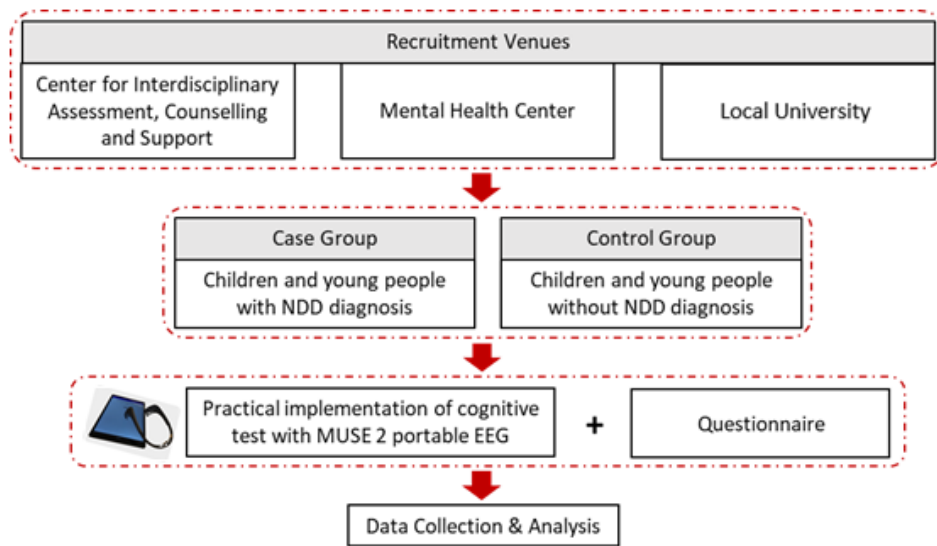 Recruitment Venues
Center for Interdisciplinary
Assessment, Counselling
and Support
Mental Health Center
Local University
Case Group
Children and young people
with NDD diagnosis
Control Group
Children and young people
without NDD diagnosis
Practical implementation of cognitive
test with MUSE 2 portable EEG
+
Questionnaire
Data Collection & Analysis